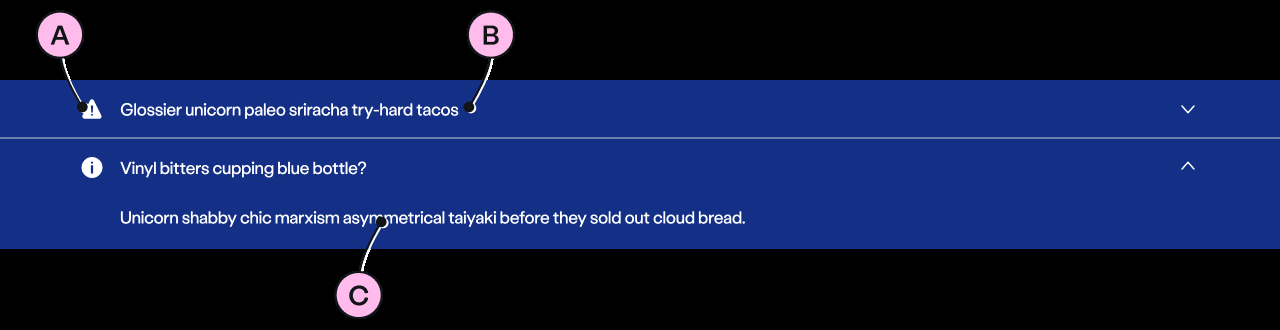 A
B
Glossier unicorn paleo sriracha try-hard tacos
Vinyl bitters cupping blue bottle?
Unicorn shabby chic marxism asymmetrical taiyaki before they sold out cloud bread.
C